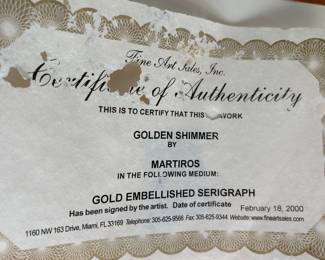 Fine Art Sales, Inc.
Certificate of Authenticity
THIS IS TO CERTIFY THAT THIS WORK
GOLDEN SHIMMER
BY
MARTIROS
IN THE FOLLOWING MEDIUM:
GOLD EMBELLISHED SERIGRAPH
Has been signed by the artist. Date of certificate February 18, 2000
1160 NW 163 Drive, Miami, FL 33169 Telephone: 305-625-9566 Fax 305-625-9344 Website: www.fineartsales.com